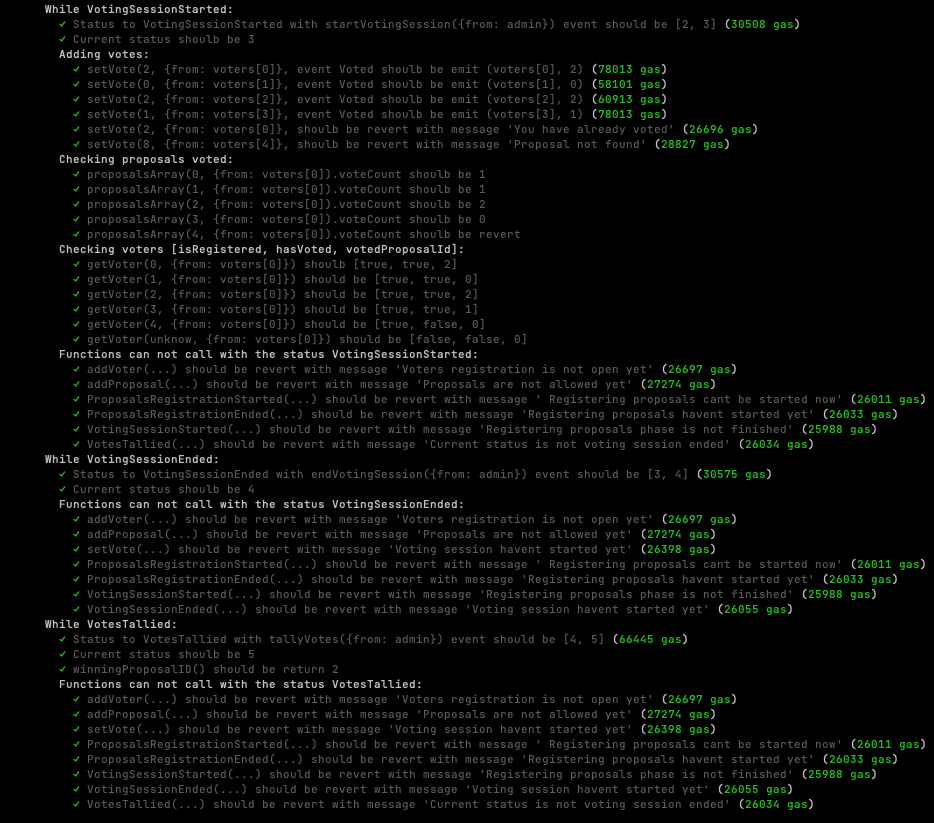 While VotingSessionStarted:
✓ Status to VotingSessionStarted with startVotingSession({from: admin}) event should be [2, 3] (30508 gas)
✓ Current status shoulb be 3
Adding votes:
✓ setVote(2, {from: voters[0]}, event Voted shoulb be emit (voters[0], 2) (78013 gas)
✓ setVote(0, {from: voters[1]}, event Voted shoulb be emit (voters[1], 0) (58101 gas)
✓ setVote(2, {from: voters[2]}, event Voted shoulb be emit (voters[2], 2) (60913 gas)
✓ setVote(1, {from: voters[3]}, event Voted shoulb be emit (voters[3], 1) (78013 gas)
✓ setVote(2, {from: voters[0]}, shoulb be revert with message 'You have already voted' (26696 gas)
✓ setVote(8, {from: voters[4]}, shoulb be revert with message 'Proposal not found' (28827 gas)
Checking proposals voted:
✓ proposalsArray(0, {from: voters[0]).voteCount shoulb be 1
✓ proposalsArray(1, {from: voters[0]).voteCount shoulb be 1
✓ proposalsArray(2, {from: voters[0]).voteCount shoulb be 2
✓ proposalsArray(3, {from: voters[0]).voteCount shoulb be 0
✓ proposalsArray(4, {from: voters[0]).voteCount shoulb be revert
Checking voters [isRegistered, hasVoted, votedProposalId]:
✓ getVoter(0, {from: voters[0]}) shoulb [true, true, 2]
✓ getVoter(1, {from: voters[0]}) should be [true, true, 0]
✓ getVoter(2, {from: voters[0]}) should be [true, true, 2]
✓ getVoter(3, {from: voters[0]}) should be [true, true, 1]
✓ getVoter(4, {from: voters[0]}) should be [true, false, 0]
✓ getVoter(unknow, {from: voters[0]}) should be [false, false, 0]
Functions can not call with the status VotingSessionStarted:
✓ addVoter(...) should be revert with message 'Voters registration is not open yet' (26697 gas)
✓ addProposal(...) should be revert with message 'Proposals are not allowed yet' (27274 gas)
✓ ProposalsRegistrationStarted(...) should be revert with message ' Registering proposals cant be started now' (26011 gas)
✓ ProposalsRegistrationEnded(...) should be revert with message 'Registering proposals havent started yet' (26033 gas)
✓ VotingSessionStarted(...) should be revert with message 'Registering proposals phase is not finished' (25988 gas)
✓ VotesTallied(...) should be revert with message 'Current status is not voting session ended' (26034 gas)
While VotingSessionEnded:
✓ Status to VotingSessionEnded with endVotingSession({from: admin}) event should be [3, 4] (30575 gas)
✓ Current status shoulb be 4
Functions can not call with the status VotingSessionEnded:
✓ addVoter(...) should be revert with message 'Voters registration is not open yet' (26697 gas)
✓ addProposal(...) should be revert with message 'Proposals are not allowed yet' (27274 gas)
✓ setVote(...) should be revert with message 'Voting session havent started yet' (26398 gas)
✓ ProposalsRegistrationStarted(...) should be revert with message ' Registering proposals cant be started now' (26011 gas)
✓ ProposalsRegistrationEnded(...) should be revert with message 'Registering proposals havent started yet' (26033 gas)
✓ VotingSessionStarted(...) should be revert with message 'Registering proposals phase is not finished' (25988 gas)
✓ VotingSessionEnded(...) should be revert with message 'Voting session havent started yet' (26055 gas)
While VotesTallied:
✓ Status to VotesTallied with tallyVotes({from: admin}) event should be [4, 5] (66445 gas)
✓ Current status shoulb be 5
✓ winningProposalID() should be return 2
Functions can not call with the status VotesTallied:
✓ addVoter(...) should be revert with message 'Voters registration is not open yet' (26697 gas)
✓ addProposal(...) should be revert with message 'Proposals are not allowed yet' (27274 gas)
✓ setVote(...) should be revert with message 'Voting session havent started yet' (26398 gas)
✓ ProposalsRegistrationStarted(...) should be revert with message ' Registering proposals cant be started now' (26011 gas)
✓ ProposalsRegistrationEnded(...) should be revert with message 'Registering proposals havent started yet' (26033 gas)
✓ VotingSessionStarted(...) should be revert with message 'Registering proposals phase is not finished' (25988 gas)
✓ VotingSessionEnded(...) should be revert with message 'Voting session havent started yet' (26055 gas)
✓ VotesTallied(...) should be revert with message 'Current status is not voting session ended' (26034 gas)